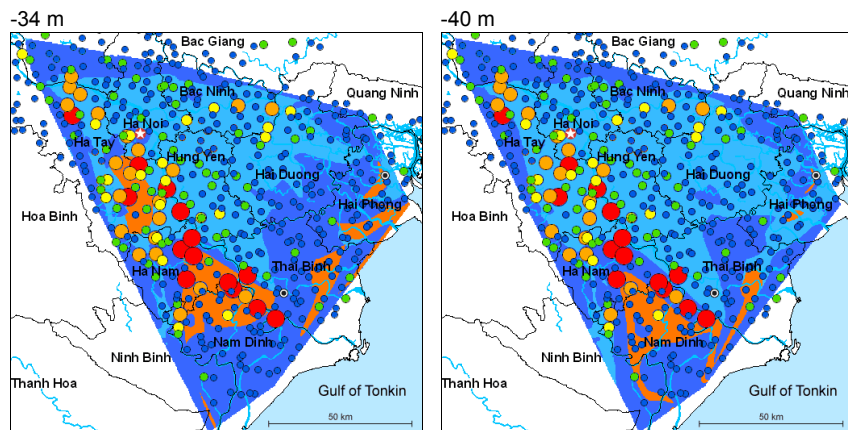 -34 m
Bac Giang
Quang Ninh
Bac Ninh
Ha Noi
Ha Tay
Hung Yen
Hai Duong
Hai Phong
Hoa Binh
Thai Binh
Ha Nam
Nam Dinh
Ninh Binh
Thanh Hoa
Gulf of Tonkin
50 km
-40 m
Bac Giang
Quang Ninh
Bac Ninh
Ha Noi
Ha Tay
Hung Yen
Hai Duong
Hai Phong
Hoa Binh
Thai Binh
Ha Nam
Nam Dinh
Ninh Binh
Thanh Hoa
Gulf of Tonkin
50 km